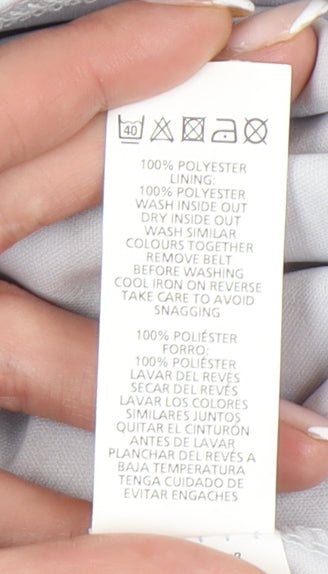 40
100% POLYESTER
LINING:
100% POLYESTER
WASH INSIDE OUT
DRY INSIDE OUT
WASH SIMILAR
COLOURS TOGETHER
REMOVE BELT
BEFORE WASHING
COOL IRON ON REVERSE
TAKE CARE TO AVOID
SNAGGING
100% POLIÉSTER
FORRO:
100% POLIÉSTER
LAVAR DEL REVÉS
SECAR DEL REVÉS
LAVAR LOS COLORES
SIMILARES JUNTOS
QUITAR EL CINTURÓN
ANTES DE LAVAR
PLANCHAR DEL REVÉS A
BAJA TEMPERATURA
TENGA CUIDADO DE
EVITAR ENGACHES